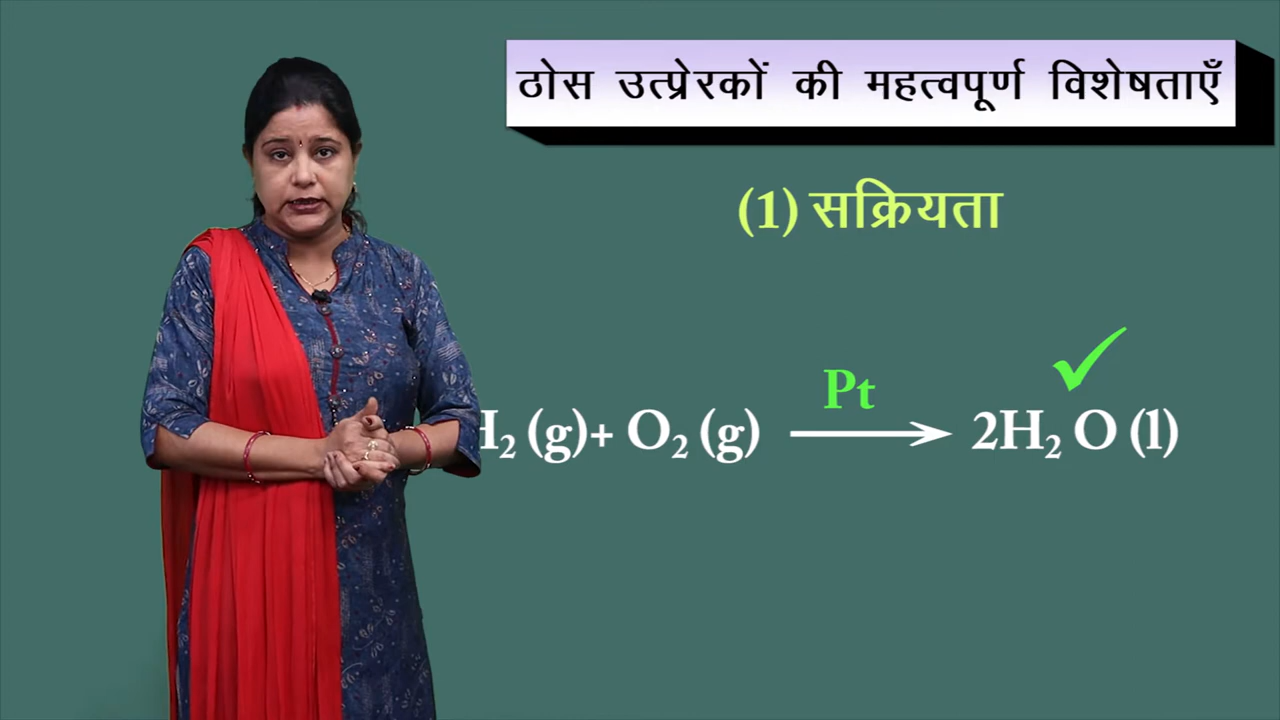 ठोस उत्प्रेरकों की महत्वपूर्ण विशेषताएँ
(1) सक्रियता
Pt ✓
H₂ (g)+ O₂ (g) ⟶ 2H₂ O (l)